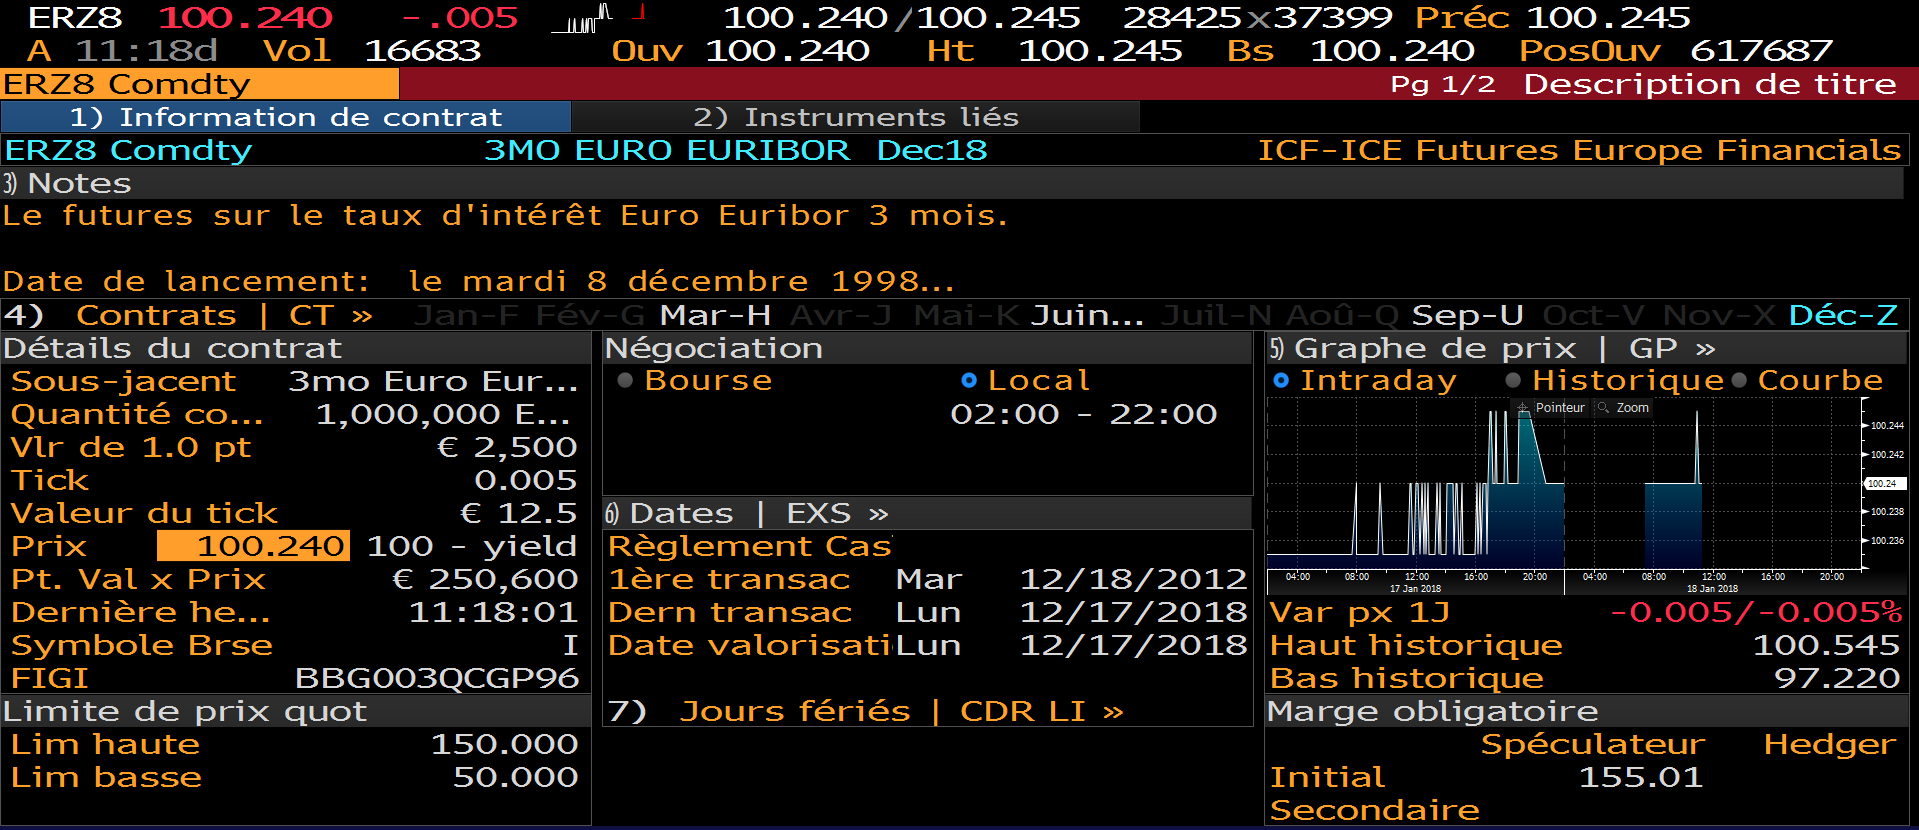 ERZ8 100.240 -.005 100.240/100.245 28425x37399 Préc 100.245
A 11:18d Vol 16683 Ouv 100.240 Ht 100.245 Bs 100.240 PosOuv 617687
ERZ8 Comdty Pg 1/2 Description de titre
1) Information de contrat 2) Instruments liés
ERZ8 Comdty 3MO EURO EURIBOR Dec18 ICF-ICE Futures Europe Financials
3) Notes
Le futures sur le taux d'intérêt Euro Euribor 3 mois.
Date de lancement: le mardi 8 décembre 1998...
4) Contrats | CT » Jan-F Fév-G Mar-H Avr-J Mai-K Juin... Juil-N Aoû-Q Sep-U Oct-V Nov-X Déc-Z
Détails du contrat
Sous-jacent 3mo Euro Eur...
Quantité co... 1,000,000 E...
Vlr de 1.0 pt € 2,500
Tick 0.005
Valeur du tick € 12.5
Prix 100.240 100 - yield
Pt. Val x Prix € 250,600
Dernière he... 11:18:01
Symbole Brse I
FIGI BBG003QCGP96
Limite de prix quot
Lim haute 150.000
Lim basse 50.000
Négociation
Bourse Local
02:00 - 22:00
6) Dates | EXS »
Règlement Cas
1ère transac Mar 12/18/2012
Dern transac Lun 12/17/2018
Date valorisati Lun 12/17/2018
7) Jours fériés | CDR LI »
5) Graphe de prix | GP »
Intraday Historique Courbe
Pointeur Zoom
100.244
100.242
100.24
100.238
100.236
04:00 08:00 12:00 16:00 20:00 04:00 08:00 12:00 16:00 20:00
17 Jan 2018 18 Jan 2018
Var px 1J -0.005/-0.005%
Haut historique 100.545
Bas historique 97.220
Marge obligatoire
Spéculateur Hedger
Initial 155.01
Secondaire